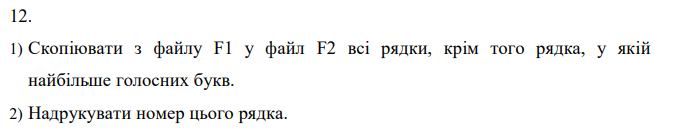 12.
1) Скопіювати з файлу F1 у файл F2 всі рядки, крім того рядка, у якій
найбільше голосних букв.
2) Надрукувати номер цього рядка.